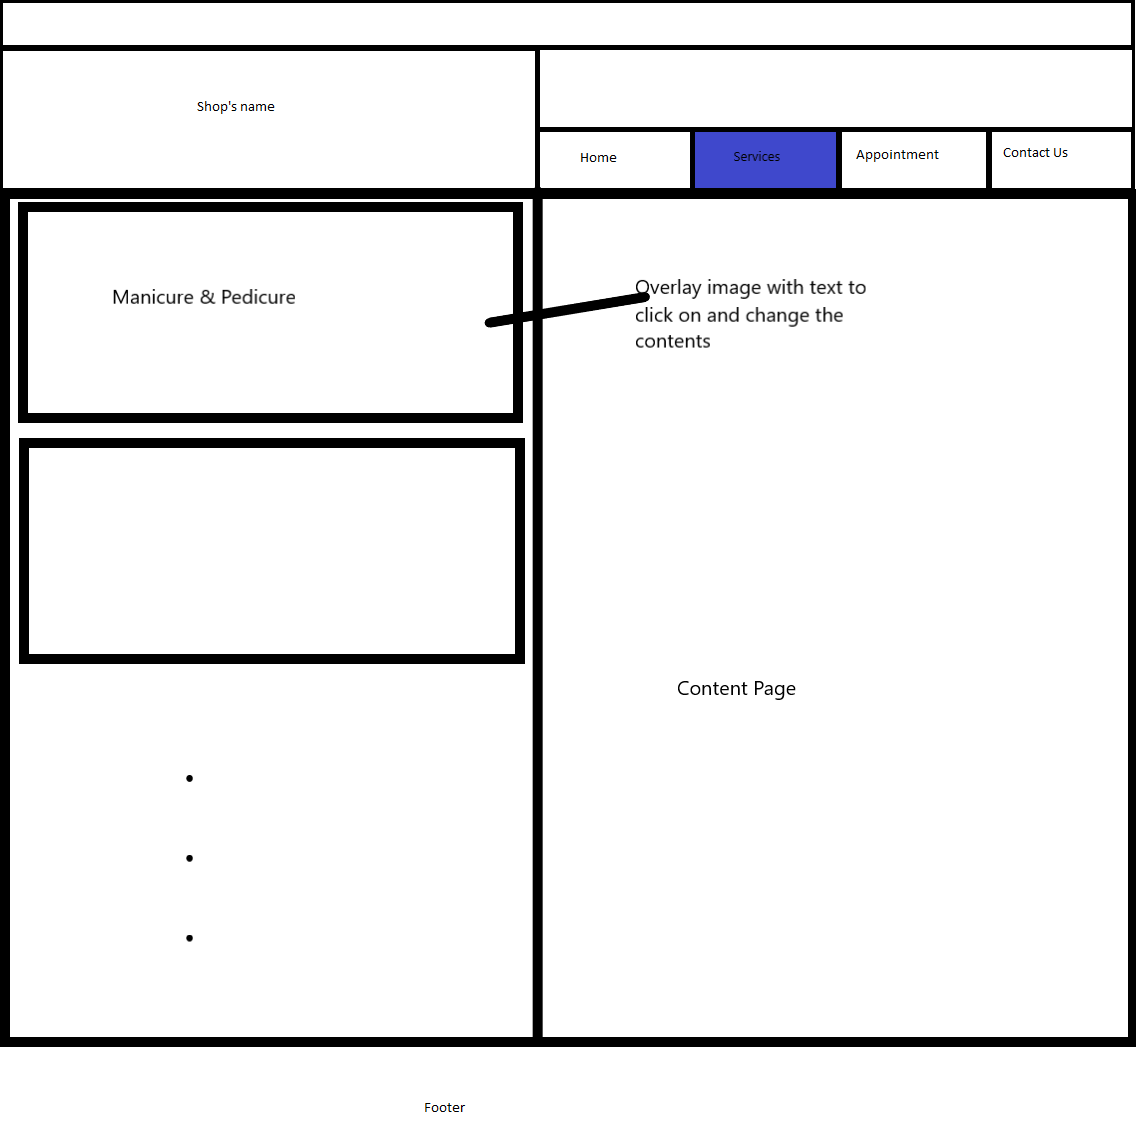 Shop's name
Home
Services
Appointment
Contact Us
Manicure & Pedicure
Overlay image with text to
click on and change the
contents
Content Page
Footer